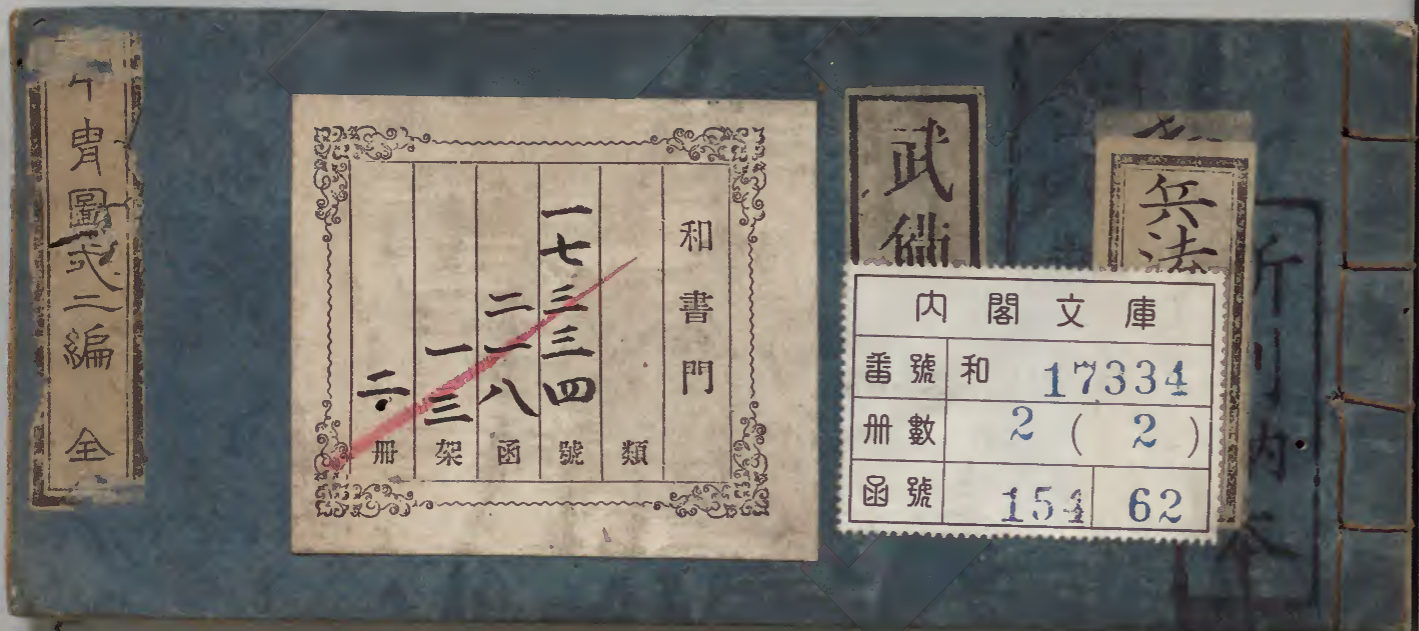 冑圖式二編 全
和書門
類
一七三三四 號
二一八 函
一三 架
二 冊
武
兵法
內閣文庫
番號 和 17334
冊數 2 ( 2 )
函號 154 62